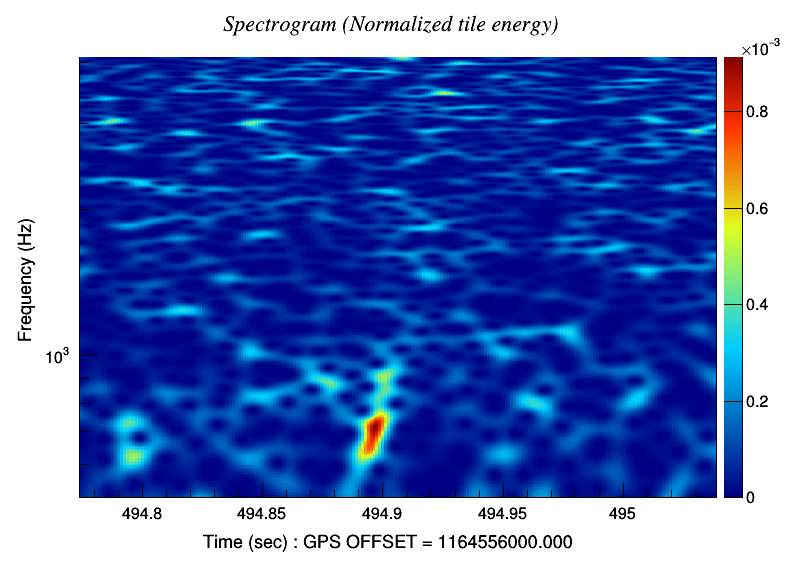 Spectrogram (Normalized tile energy)
×10⁻³
0.8
0.6
0.4
0.2
0
Frequency (Hz)
10³
494.8 494.85 494.9 494.95 495
Time (sec) : GPS OFFSET = 1164556000.000